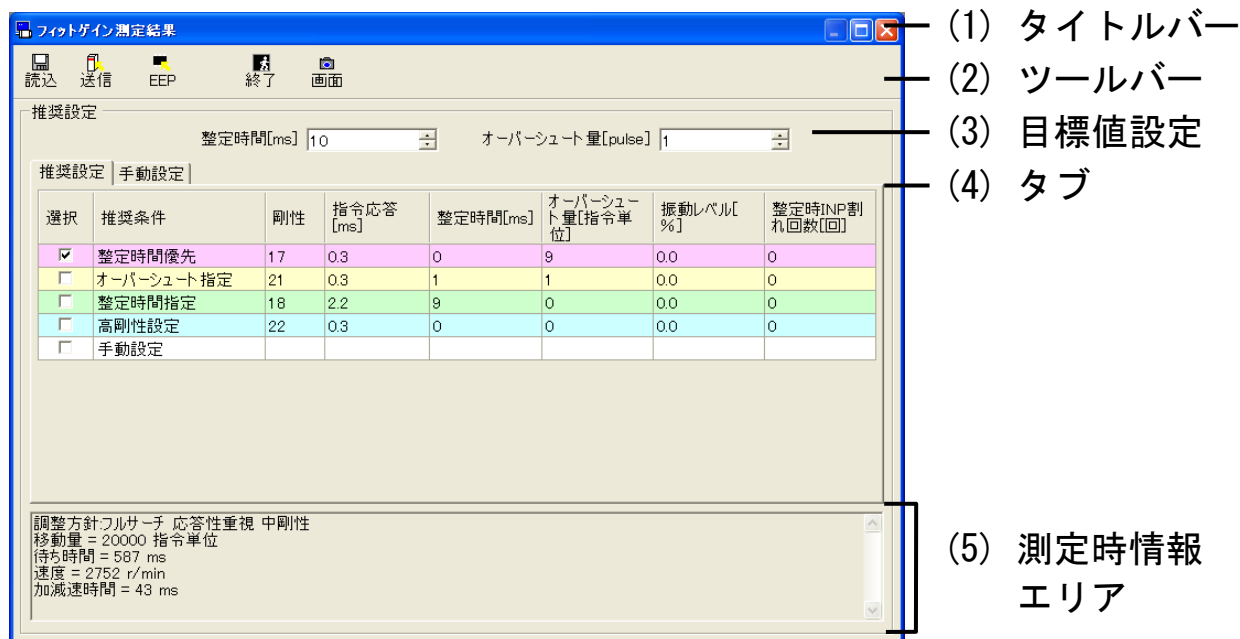 フィットゲイン測定結果
(1) タイトルバー
読込 送信 EEP 終了 画面
(2) ツールバー
推奨設定
整定時間[ms] 10 オーバーシュート量[pulse] 1
(3) 目標値設定
推奨設定 手動設定
(4) タブ
選択 推奨条件 剛性 指令応答[ms] 整定時間[ms] オーバーシュート量[指令単位] 振動レベル[%] 整定時INP割れ回数[回]
整定時間優先 17 0.3 0 9 0.0 0
オーバーシュート指定 21 0.3 1 1 0.0 0
整定時間指定 18 2.2 9 0 0.0 0
高剛性設定 22 0.3 0 0 0.0 0
手動設定
調整方針:フルサーチ 応答性重視 中剛性
移動量 = 20000 指令単位
待ち時間 = 587 ms
速度 = 2752 r/min
加減速時間 = 43 ms
(5) 測定時情報
エリア